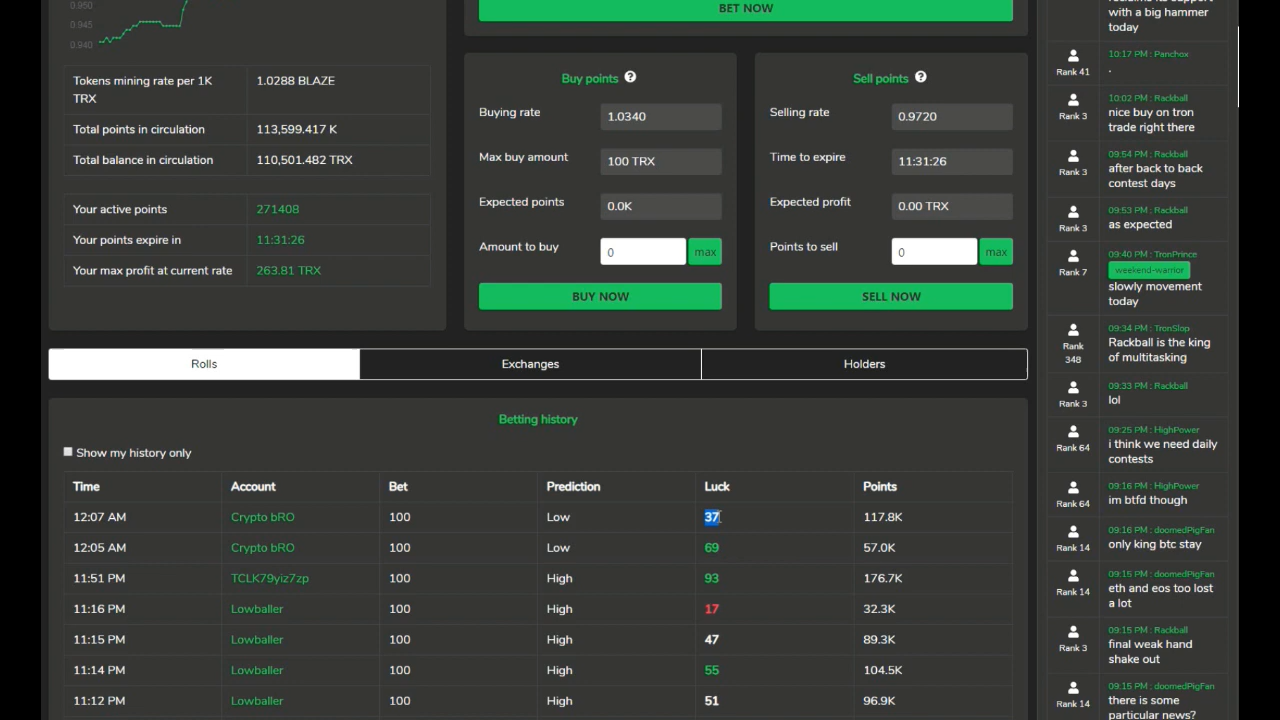 0.950
0.945
0.940
Tokens mining rate per 1K TRX 1.0288 BLAZE
Total points in circulation 113,599.417 K
Total balance in circulation 110,501.482 TRX
Your active points 271408
Your points expire in 11:31:26
Your max profit at current rate 263.81 TRX
BET NOW
Buy points ?
Buying rate 1.0340
Max buy amount 100 TRX
Expected points 0.0K
Amount to buy 0 max
BUY NOW
Sell points ?
Selling rate 0.9720
Time to expire 11:31:26
Expected profit 0.00 TRX
Points to sell 0 max
SELL NOW
Rolls Exchanges Holders
Betting history
Show my history only
Time Account Bet Prediction Luck Points
12:07 AM Crypto bRO 100 Low 37 117.8K
12:05 AM Crypto bRO 100 Low 69 57.0K
11:51 PM TCLK79yiz7zp 100 High 93 176.7K
11:16 PM Lowballer 100 High 17 32.3K
11:15 PM Lowballer 100 High 47 89.3K
11:14 PM Lowballer 100 High 55 104.5K
11:12 PM Lowballer 100 High 51 96.9K
with a big hammer
today
Rank 41
10:17 PM : Panchox
.
Rank 3
10:02 PM : Rackball
nice buy on tron
trade right there
Rank 3
09:54 PM : Rackball
after back to back
contest days
Rank 3
09:53 PM : Rackball
as expected
Rank 7
09:40 PM : TronPrince
weekend-warrior
slowly movement
today
Rank
348
09:34 PM : TronSlop
Rackball is the king
of multitasking
Rank 3
09:33 PM : Rackball
lol
Rank 64
09:25 PM : HighPower
i think we need daily
contests
Rank 64
09:16 PM : HighPower
im btfd though
Rank 14
09:16 PM : doomedPigFan
only king btc stay
Rank 14
09:15 PM : doomedPigFan
eth and eos too lost
a lot
Rank 3
09:15 PM : Rackball
final weak hand
shake out
Rank 14
09:15 PM : doomedPigFan
there is some
particular news?